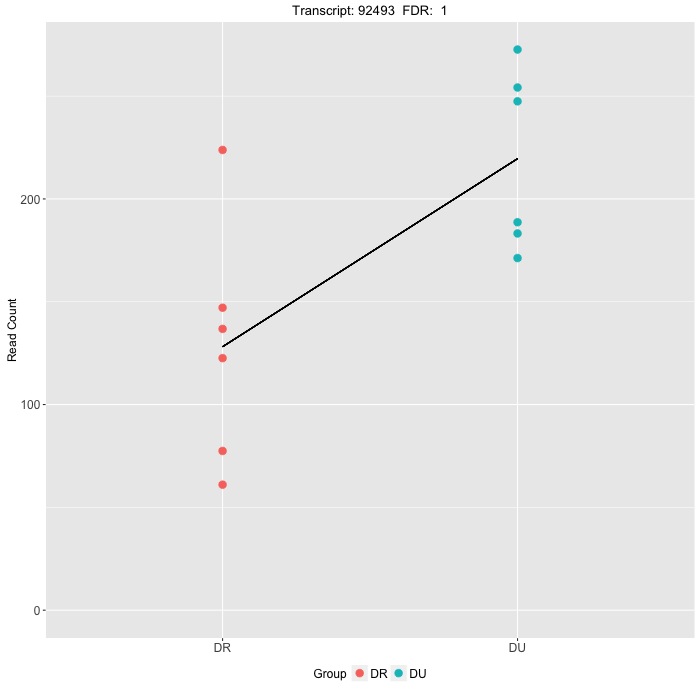 Transcript: 92493 FDR: 1
Read Count
200
100
0
DR DU
Group DR DU